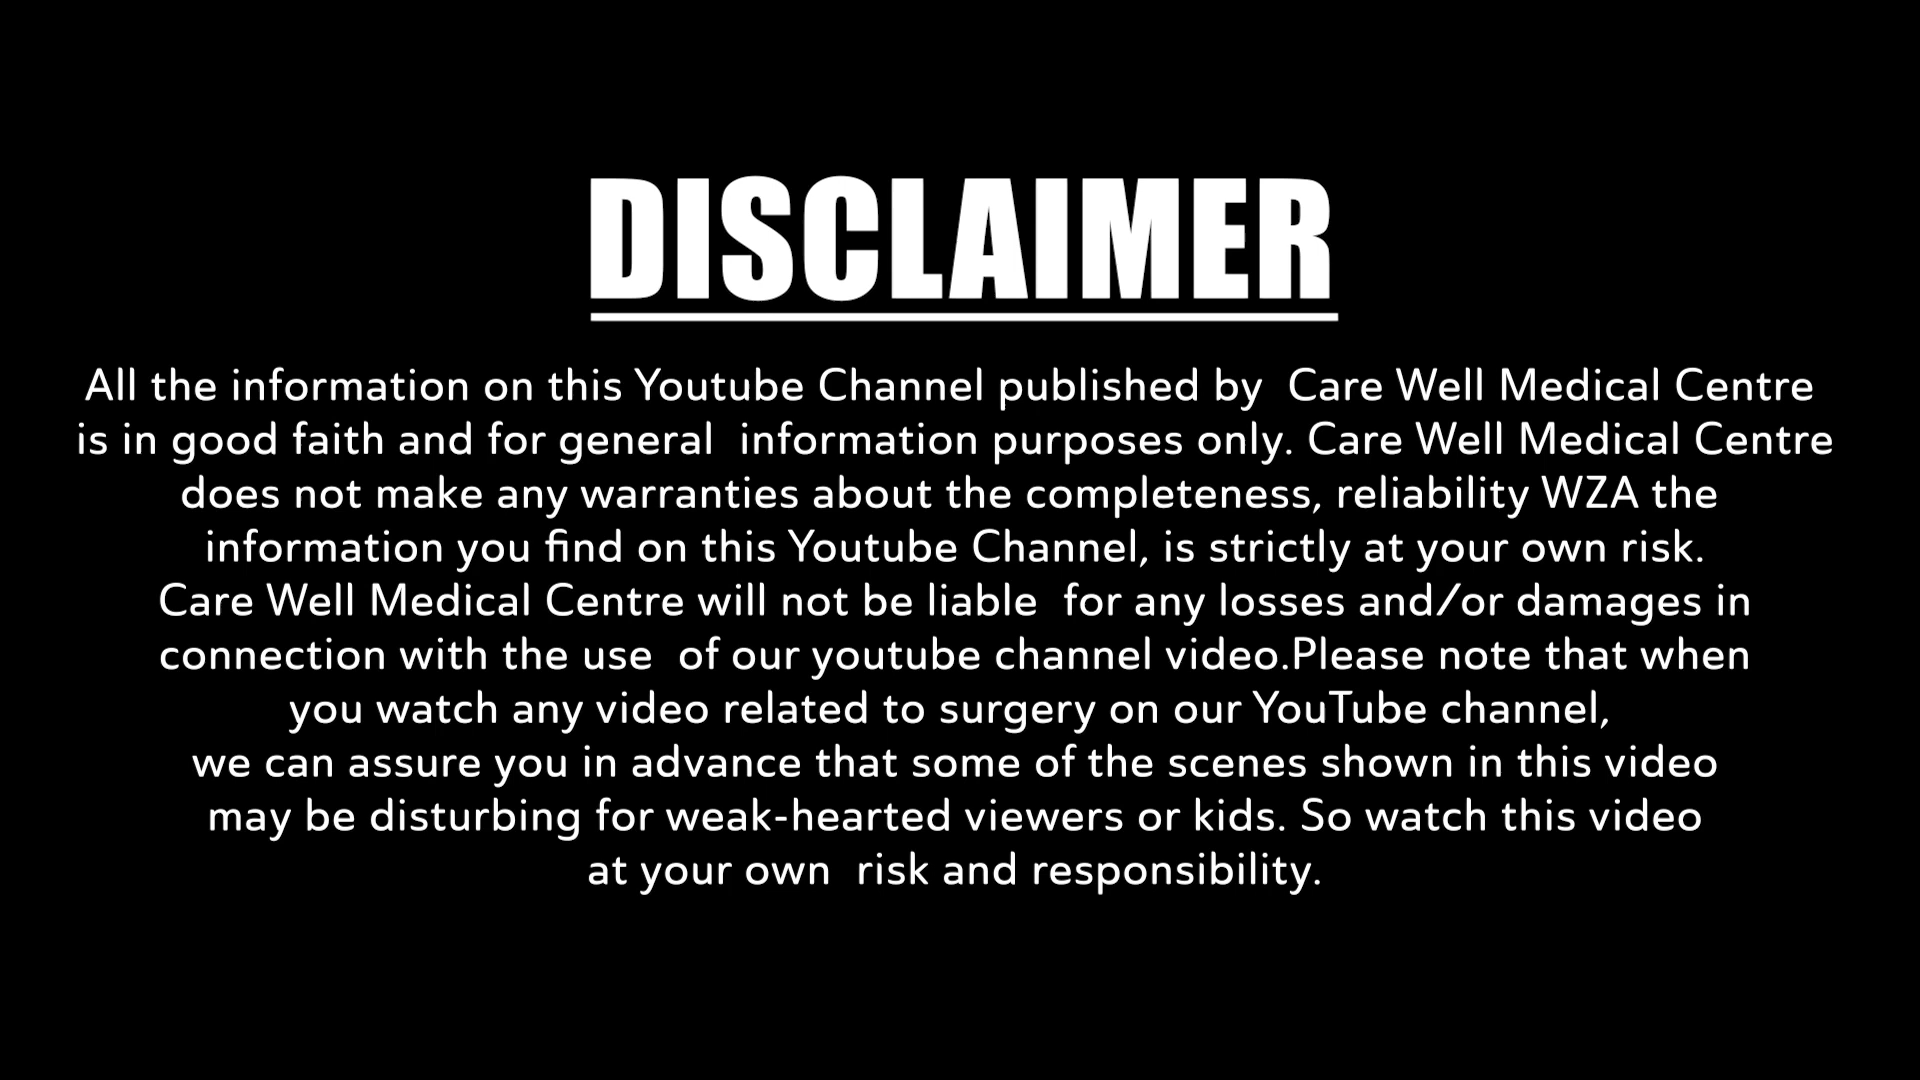 DISCLAIMER
All the information on this Youtube Channel published by Care Well Medical Centre
is in good faith and for general information purposes only. Care Well Medical Centre
does not make any warranties about the completeness, reliability WZA the
information you find on this Youtube Channel, is strictly at your own risk.
Care Well Medical Centre will not be liable for any losses and/or damages in
connection with the use of our youtube channel video.Please note that when
you watch any video related to surgery on our YouTube channel,
we can assure you in advance that some of the scenes shown in this video
may be disturbing for weak-hearted viewers or kids. So watch this video
at your own risk and responsibility.